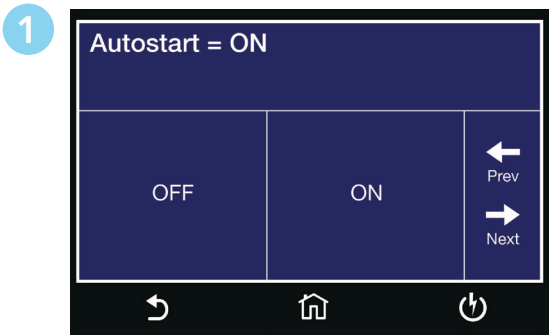 1
Autostart = ON
OFF
ON
Prev
Next